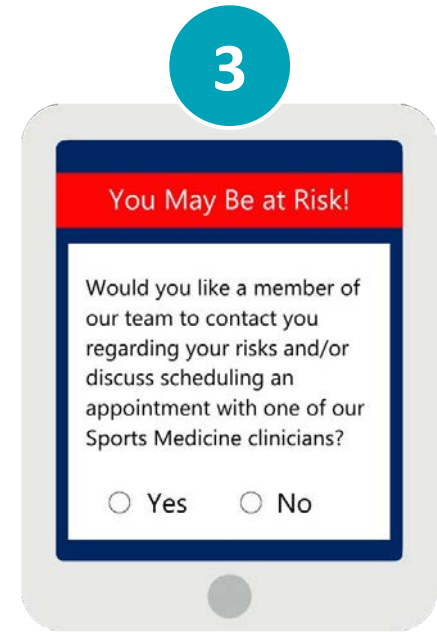 3
You May Be at Risk!
Would you like a member of
our team to contact you
regarding your risks and/or
discuss scheduling an
appointment with one of our
Sports Medicine clinicians?
Yes No